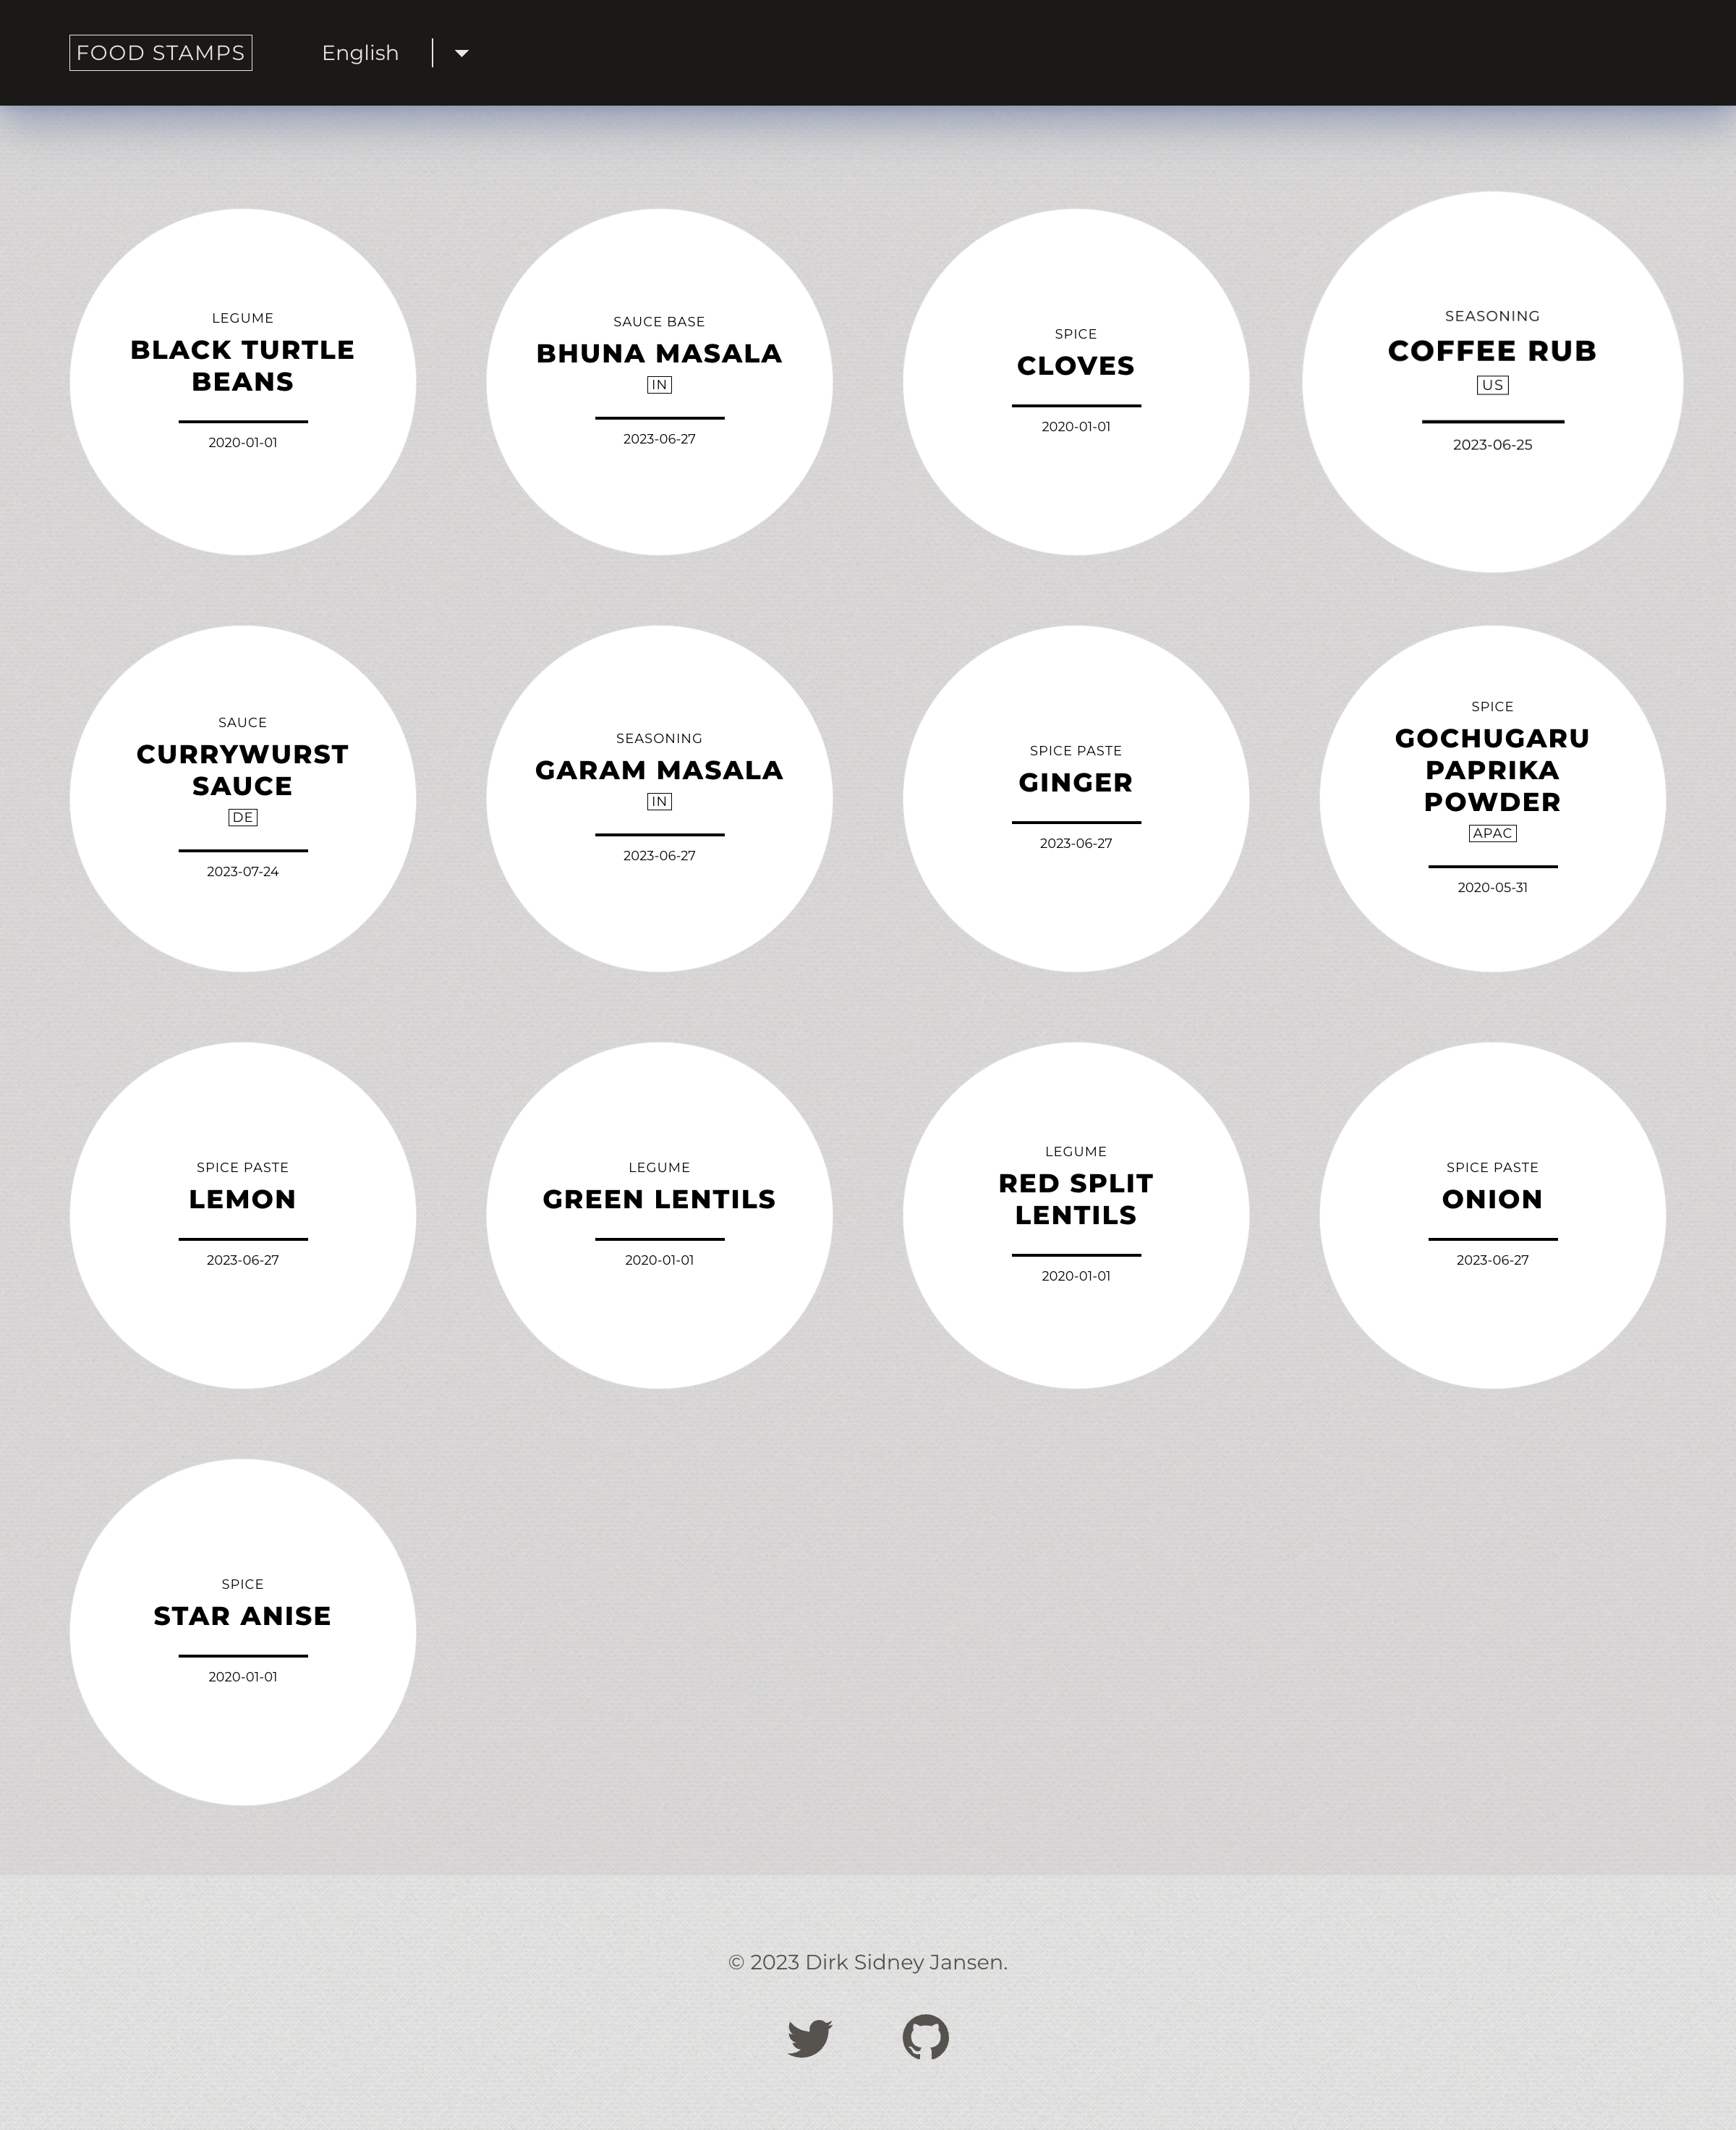 FOOD STAMPS
English
LEGUME
BLACK TURTLE
BEANS
2020-01-01
SAUCE BASE
BHUNA MASALA
IN
2023-06-27
SPICE
CLOVES
2020-01-01
SEASONING
COFFEE RUB
US
2023-06-25
SAUCE
CURRYWURST
SAUCE
DE
2023-07-24
SEASONING
GARAM MASALA
IN
2023-06-27
SPICE PASTE
GINGER
2023-06-27
SPICE
GOCHUGARU
PAPRIKA
POWDER
APAC
2020-05-31
SPICE PASTE
LEMON
2023-06-27
LEGUME
GREEN LENTILS
2020-01-01
LEGUME
RED SPLIT
LENTILS
2020-01-01
SPICE PASTE
ONION
2023-06-27
SPICE
STAR ANISE
2020-01-01
© 2023 Dirk Sidney Jansen.